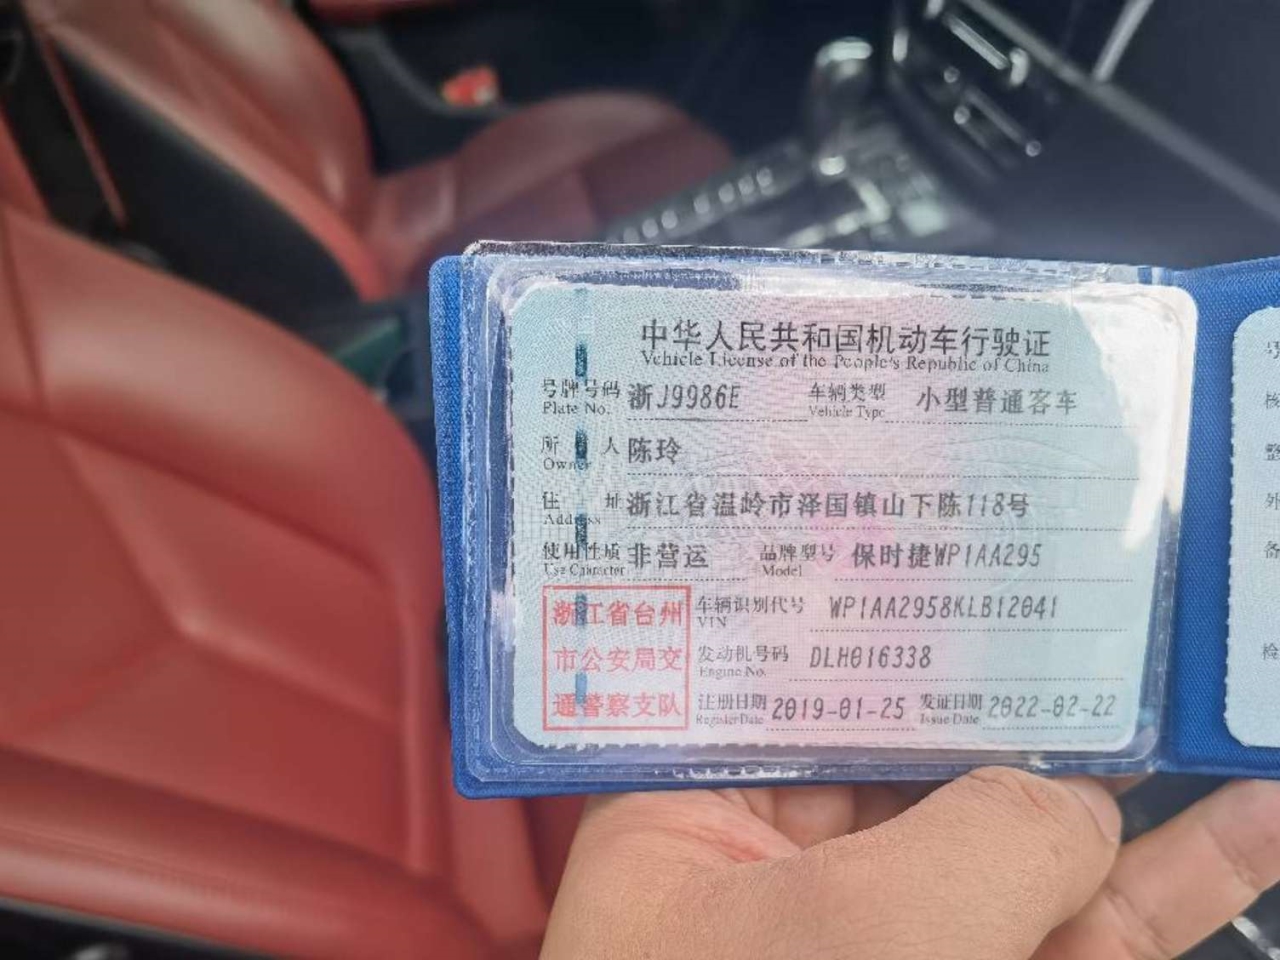 中华人民共和国机动车行驶证
Vehicle License of the People's Republic of China
号牌号码 浙J9986E 车辆类型 小型普通客车
Plate No. Vehicle Type
所 人 陈玲
Owner
住 址 浙江省温岭市泽国镇山下陈118号
Address
使用性质 非营运 品牌型号 保时捷WP1AA295
Use Character Model
浙江省台州
市公安局交
通警察支队
车辆识别代号 WP1AA2958KLB12041
VIN
发动机号码 DLH016338
Engine No.
注册日期 2019-01-25 发证日期 2022-02-22
Register Date Issue Date
号
核
整
外
备
检